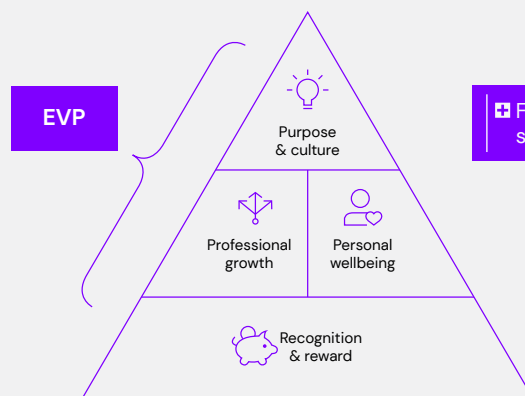 EVP
Purpose
& culture
Professional
growth
Personal
wellbeing
Recognition
& reward